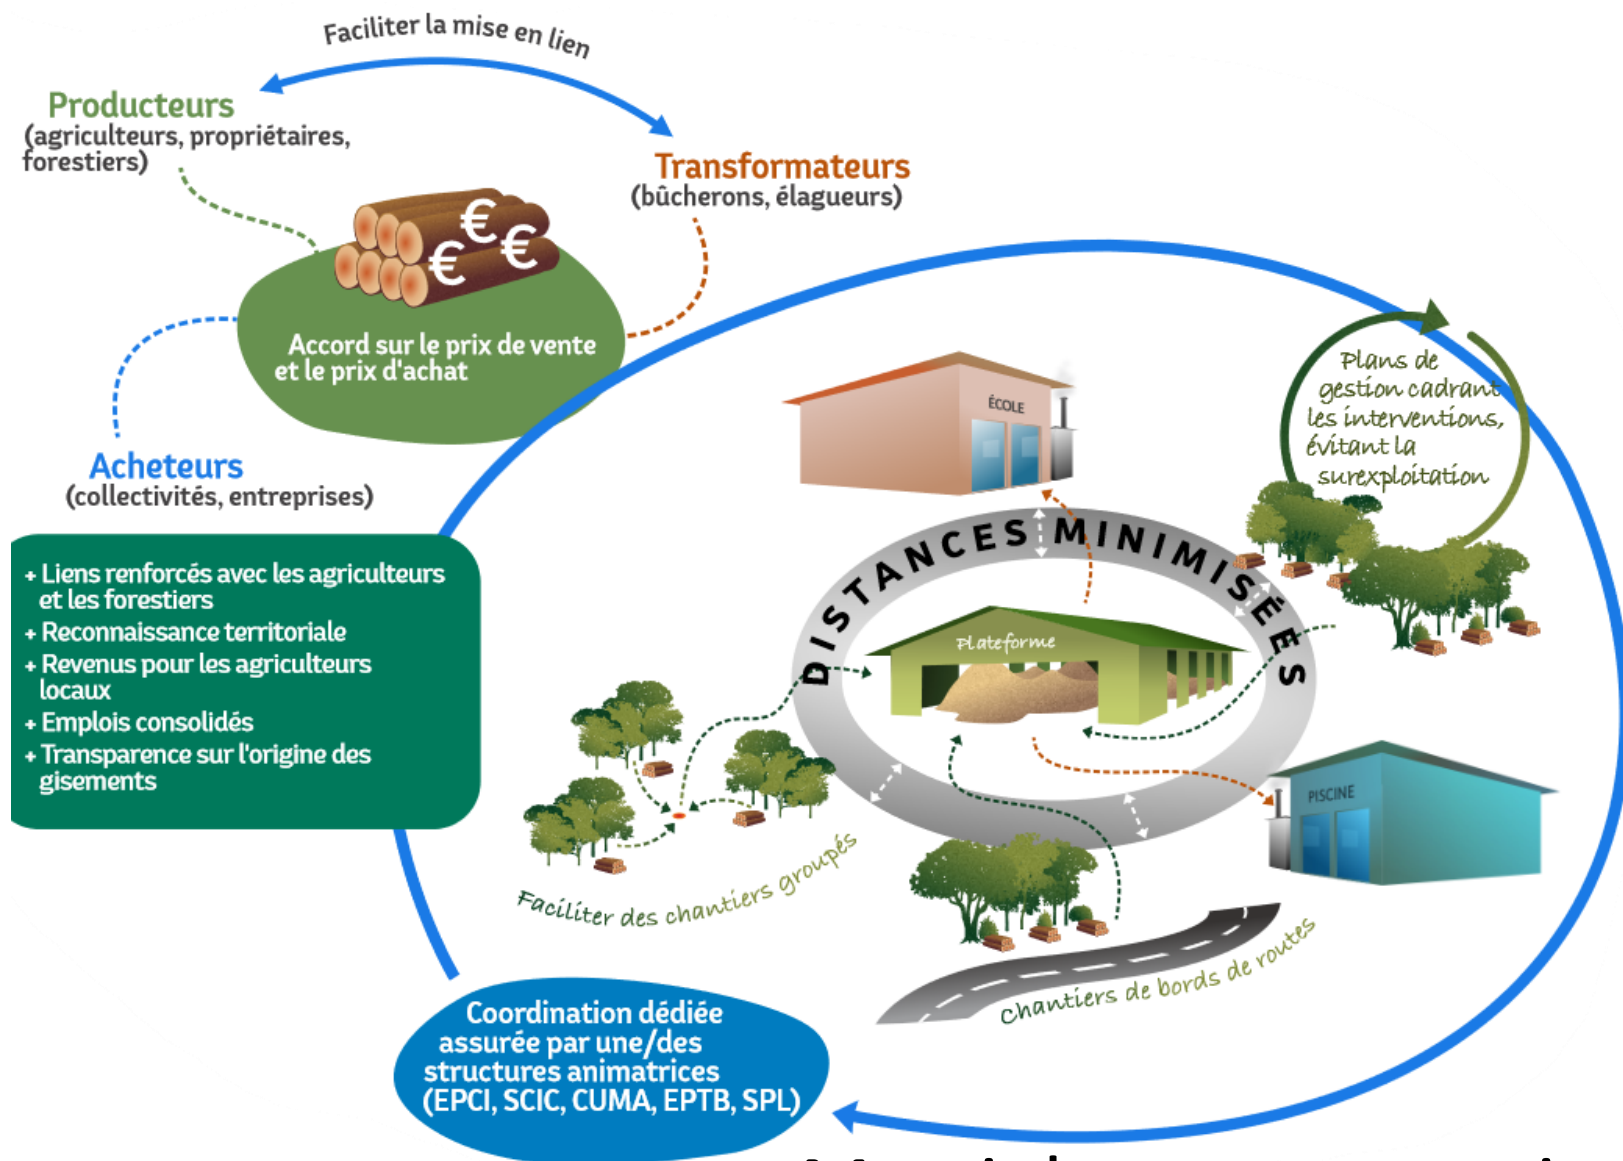 Faciliter la mise en lien
Producteurs
(agriculteurs, propriétaires,
forestiers)
Transformateurs
(bûcherons, élagueurs)
€
€
€
Accord sur le prix de vente
et le prix d'achat
Acheteurs
(collectivités, entreprises)
+ Liens renforcés avec les agriculteurs
et les forestiers
+ Reconnaissance territoriale
+ Revenus pour les agriculteurs
locaux
+ Emplois consolidés
+ Transparence sur l'origine des
gisements
Plans de
gestion cadrant
les interventions,
évitant la
surexploitation
ÉCOLE
DISTANCES MINIMISÉES
Plateforme
PISCINE
Faciliter des chantiers groupés
Chantiers de bords de routes
Coordination dédiée
assurée par une/des
structures animatrices
(EPCI, SCIC, CUMA, EPTB, SPL)